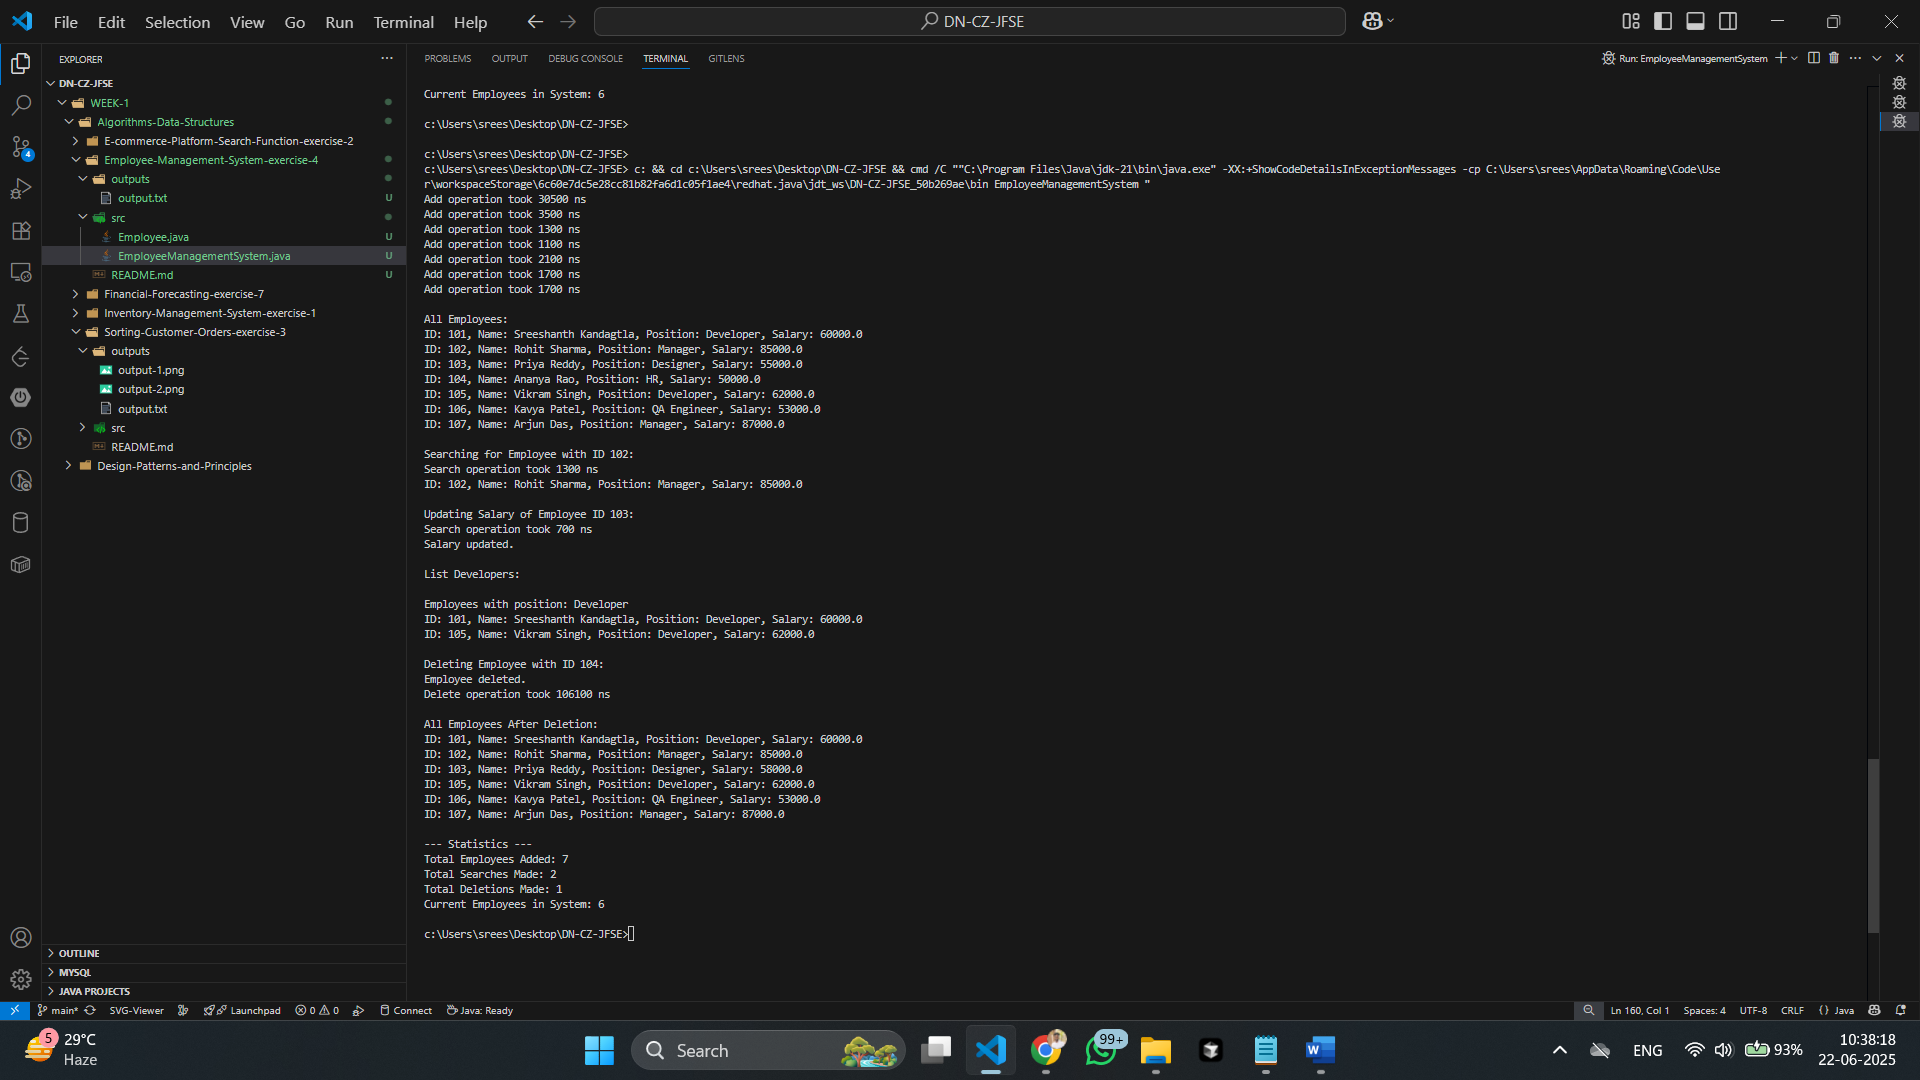 File Edit Selection View Go Run Terminal Help
DN-CZ-JFSE
EXPLORER
DN-CZ-JFSE
WEEK-1
Algorithms-Data-Structures
E-commerce-Platform-Search-Function-exercise-2
Employee-Management-System-exercise-4
outputs
output.txt U
src
Employee.java U
EmployeeManagementSystem.java U
README.md U
Financial-Forecasting-exercise-7
Inventory-Management-System-exercise-1
Sorting-Customer-Orders-exercise-3
outputs
output-1.png
output-2.png
output.txt
src
README.md
Design-Patterns-and-Principles
OUTLINE
MYSQL
JAVA PROJECTS
4
PROBLEMS OUTPUT DEBUG CONSOLE TERMINAL GITLENS
Run: EmployeeManagementSystem
Current Employees in System: 6
c:\Users\srees\Desktop\DN-CZ-JFSE>
c:\Users\srees\Desktop\DN-CZ-JFSE>
c:\Users\srees\Desktop\DN-CZ-JFSE> c: && cd c:\Users\srees\Desktop\DN-CZ-JFSE && cmd /C ""C:\Program Files\Java\jdk-21\bin\java.exe" -XX:+ShowCodeDetailsInExceptionMessages -cp C:\Users\srees\AppData\Roaming\Code\Use
r\workspaceStorage\6c60e7dc5e28cc81b82fa6d1c05f1ae4\redhat.java\jdt_ws\DN-CZ-JFSE_50b269ae\bin EmployeeManagementSystem "
Add operation took 30500 ns
Add operation took 3500 ns
Add operation took 1300 ns
Add operation took 1100 ns
Add operation took 2100 ns
Add operation took 1700 ns
Add operation took 1700 ns
All Employees:
ID: 101, Name: Sreeshanth Kandagtla, Position: Developer, Salary: 60000.0
ID: 102, Name: Rohit Sharma, Position: Manager, Salary: 85000.0
ID: 103, Name: Priya Reddy, Position: Designer, Salary: 55000.0
ID: 104, Name: Ananya Rao, Position: HR, Salary: 50000.0
ID: 105, Name: Vikram Singh, Position: Developer, Salary: 62000.0
ID: 106, Name: Kavya Patel, Position: QA Engineer, Salary: 53000.0
ID: 107, Name: Arjun Das, Position: Manager, Salary: 87000.0
Searching for Employee with ID 102:
Search operation took 1300 ns
ID: 102, Name: Rohit Sharma, Position: Manager, Salary: 85000.0
Updating Salary of Employee ID 103:
Search operation took 700 ns
Salary updated.
List Developers:
Employees with position: Developer
ID: 101, Name: Sreeshanth Kandagtla, Position: Developer, Salary: 60000.0
ID: 105, Name: Vikram Singh, Position: Developer, Salary: 62000.0
Deleting Employee with ID 104:
Employee deleted.
Delete operation took 106100 ns
All Employees After Deletion:
ID: 101, Name: Sreeshanth Kandagtla, Position: Developer, Salary: 60000.0
ID: 102, Name: Rohit Sharma, Position: Manager, Salary: 85000.0
ID: 103, Name: Priya Reddy, Position: Designer, Salary: 58000.0
ID: 105, Name: Vikram Singh, Position: Developer, Salary: 62000.0
ID: 106, Name: Kavya Patel, Position: QA Engineer, Salary: 53000.0
ID: 107, Name: Arjun Das, Position: Manager, Salary: 87000.0
--- Statistics ---
Total Employees Added: 7
Total Searches Made: 2
Total Deletions Made: 1
Current Employees in System: 6
c:\Users\srees\Desktop\DN-CZ-JFSE>
main* SVG-Viewer Launchpad 0 0 Connect Java: Ready
Ln 160, Col 1 Spaces: 4 UTF-8 CRLF {} Java
5 29°C
Haze
Search
99+
ENG
93%
10:38:18
22-06-2025